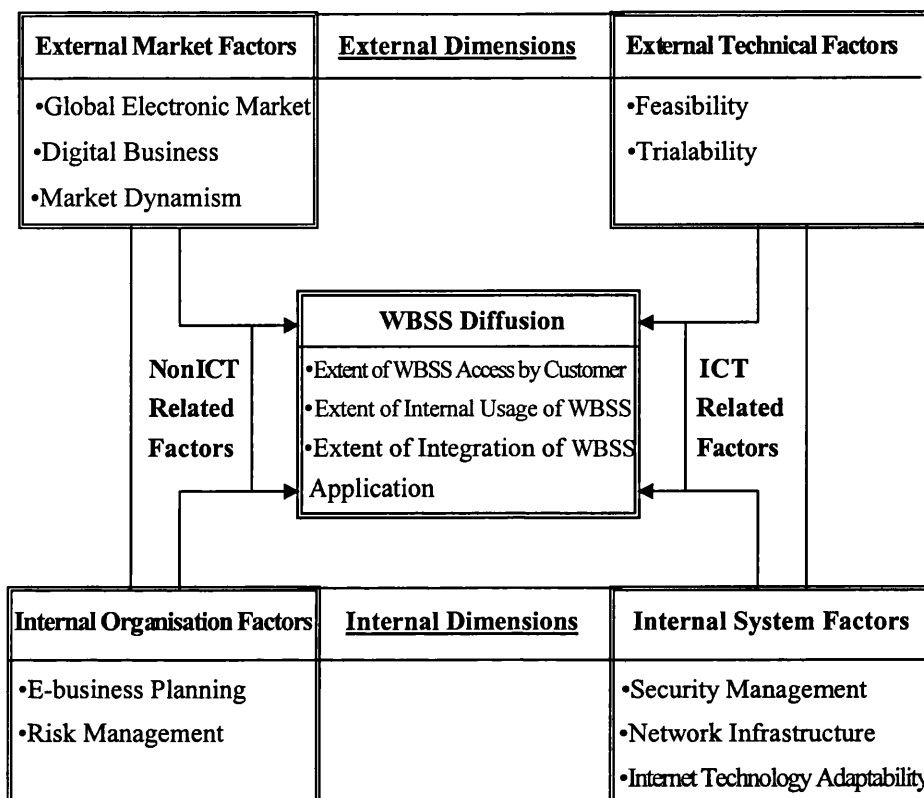 External Market Factors
External Dimensions
External Technical Factors
•Global Electronic Market
•Digital Business
•Market Dynamism
•Feasibility
•Trialability
WBSS Diffusion
•Extent of WBSS Access by Customer
•Extent of Internal Usage of WBSS
•Extent of Integration of WBSS
Application
NonICT
Related
Factors
ICT
Related
Factors
Internal Organisation Factors
Internal Dimensions
Internal System Factors
•E-business Planning
•Risk Management
•Security Management
•Network Infrastructure
•Internet Technology Adaptability